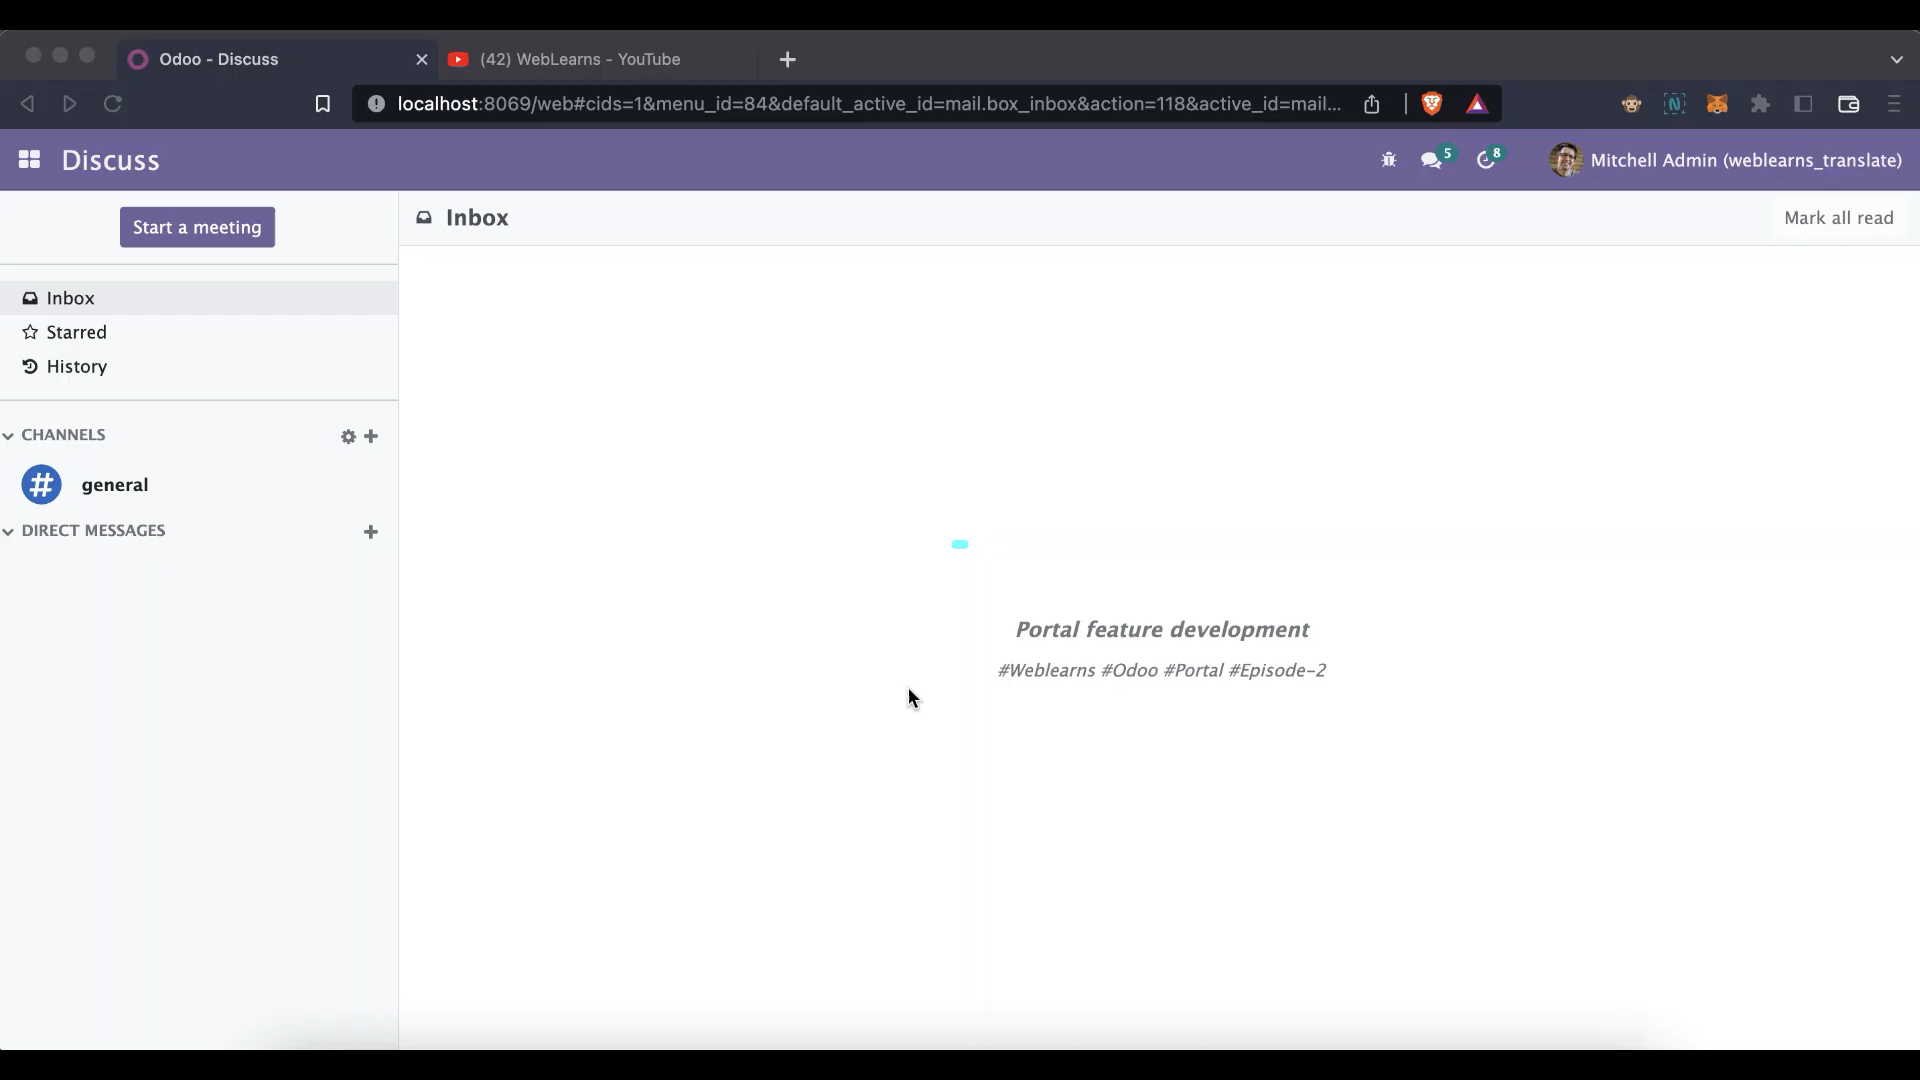 Odoo - Discuss
(42) WebLearns - YouTube
localhost:8069/web#cids=1&menu_id=84&default_active_id=mail.box_inbox&action=118&active_id=mail...
Discuss
5
8
Mitchell Admin (weblearns_translate)
Start a meeting
Inbox
Mark all read
Inbox
Starred
History
CHANNELS
general
DIRECT MESSAGES
Portal feature development
#Weblearns #Odoo #Portal #Episode-2